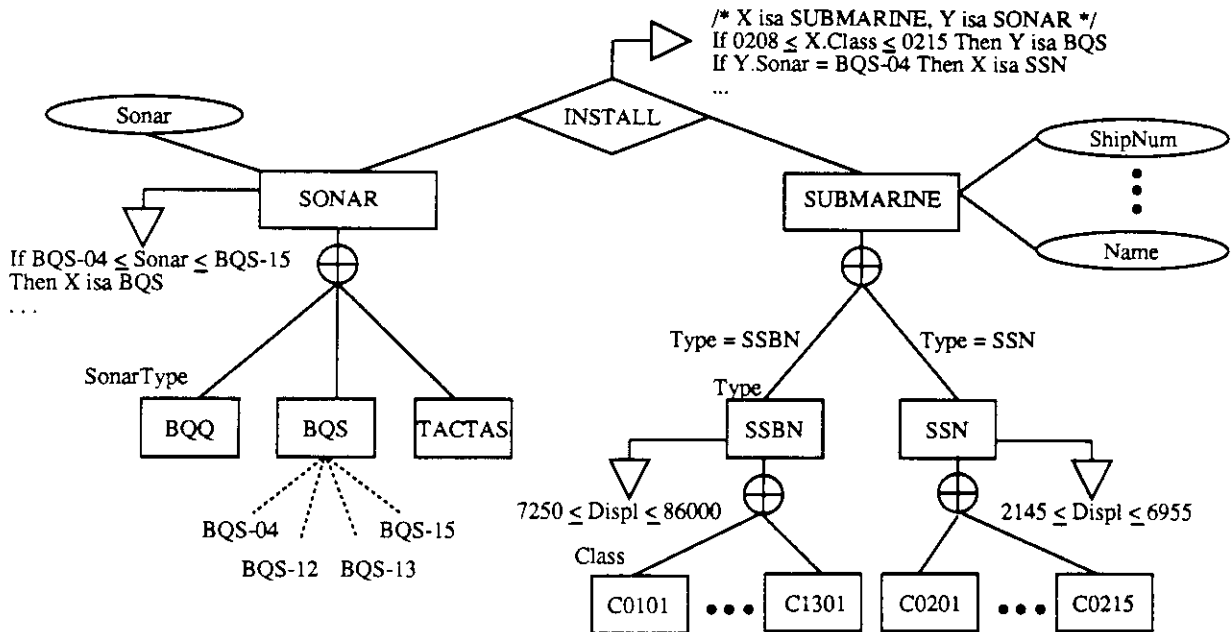 /* X isa SUBMARINE, Y isa SONAR */
If 0208 ≤ X.Class ≤ 0215 Then Y isa BQS
If Y.Sonar = BQS-04 Then X isa SSN
...
Sonar
INSTALL
ShipNum
SONAR
SUBMARINE
Name
If BQS-04 ≤ Sonar ≤ BQS-15
Then X isa BQS
. . .
Type = SSBN
Type = SSN
SonarType
Type
BQQ
BQS
TACTAS
SSBN
SSN
7250 ≤ Displ ≤ 86000
2145 ≤ Displ ≤ 6955
BQS-04
BQS-15
BQS-12
BQS-13
Class
C0101
C1301
C0201
C0215